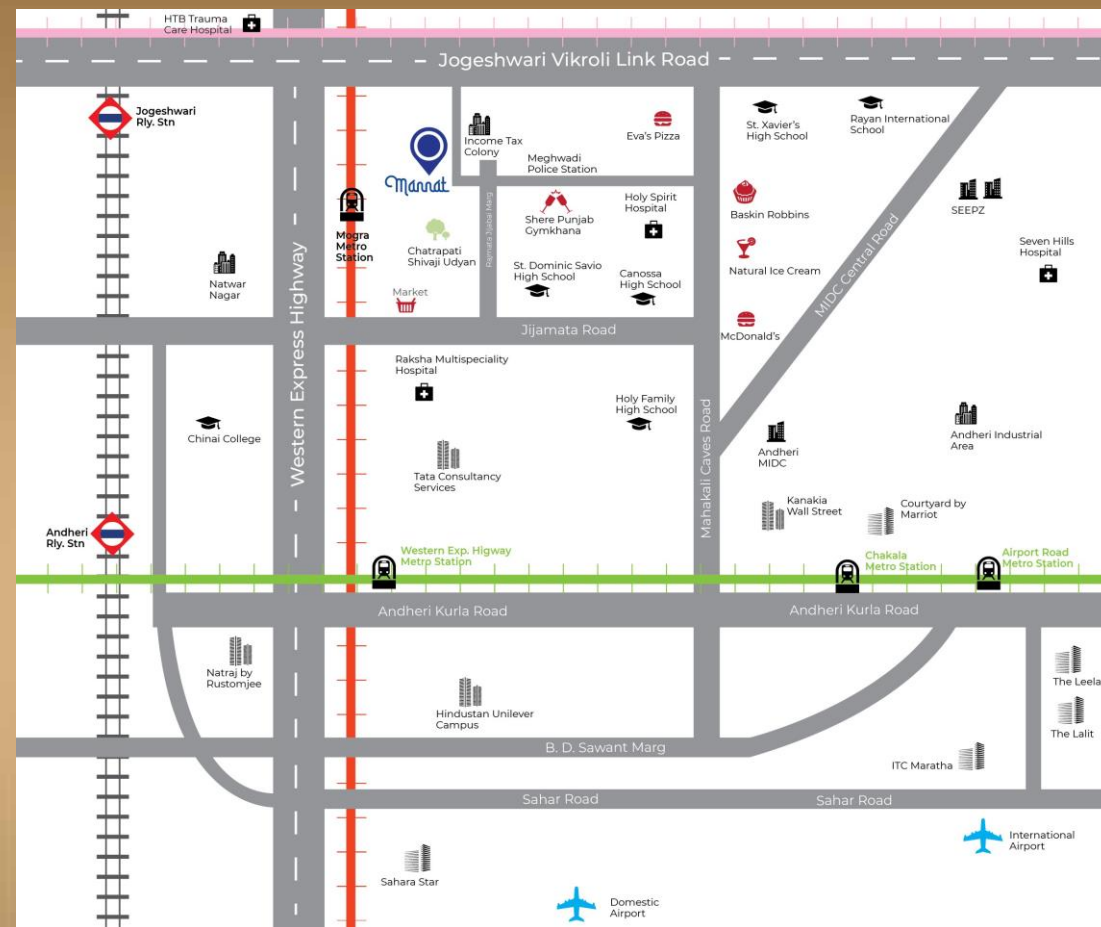 HTB Trauma
Care Hospital
Jogeshwari Vikroli Link Road
Jogeshwari
Rly. Stn
Income Tax
Colony
Eva's Pizza
St. Xavier's
High School
Rayan International
School
Mannat
Meghwadi
Police Station
Rajmata Jijabai Marg
Shere Punjab
Gymkhana
Holy Spirit
Hospital
Baskin Robbins
SEEPZ
Mogra
Metro
Station
Chatrapati
Shivaji Udyan
Natwar
Nagar
Market
St. Dominic Savio
High School
Canossa
High School
Natural Ice Cream
MIDC Central Road
Seven Hills
Hospital
Western Express Highway
Jijamata Road
McDonald's
Raksha Multispeciality
Hospital
Chinai College
Holy Family
High School
Mahakali Caves Road
Tata Consultancy
Services
Andheri
MIDC
Andheri Industrial
Area
Kanakia
Wall Street
Courtyard by
Marriot
Andheri
Rly. Stn
Western Exp. Higway
Metro Station
Chakala
Metro Station
Airport Road
Metro Station
Andheri Kurla Road
Andheri Kurla Road
Natraj by
Rustomjee
Hindustan Unilever
Campus
The Leela
The Lalit
B. D. Sawant Marg
ITC Maratha
Sahar Road
Sahar Road
International
Airport
Sahara Star
Domestic
Airport